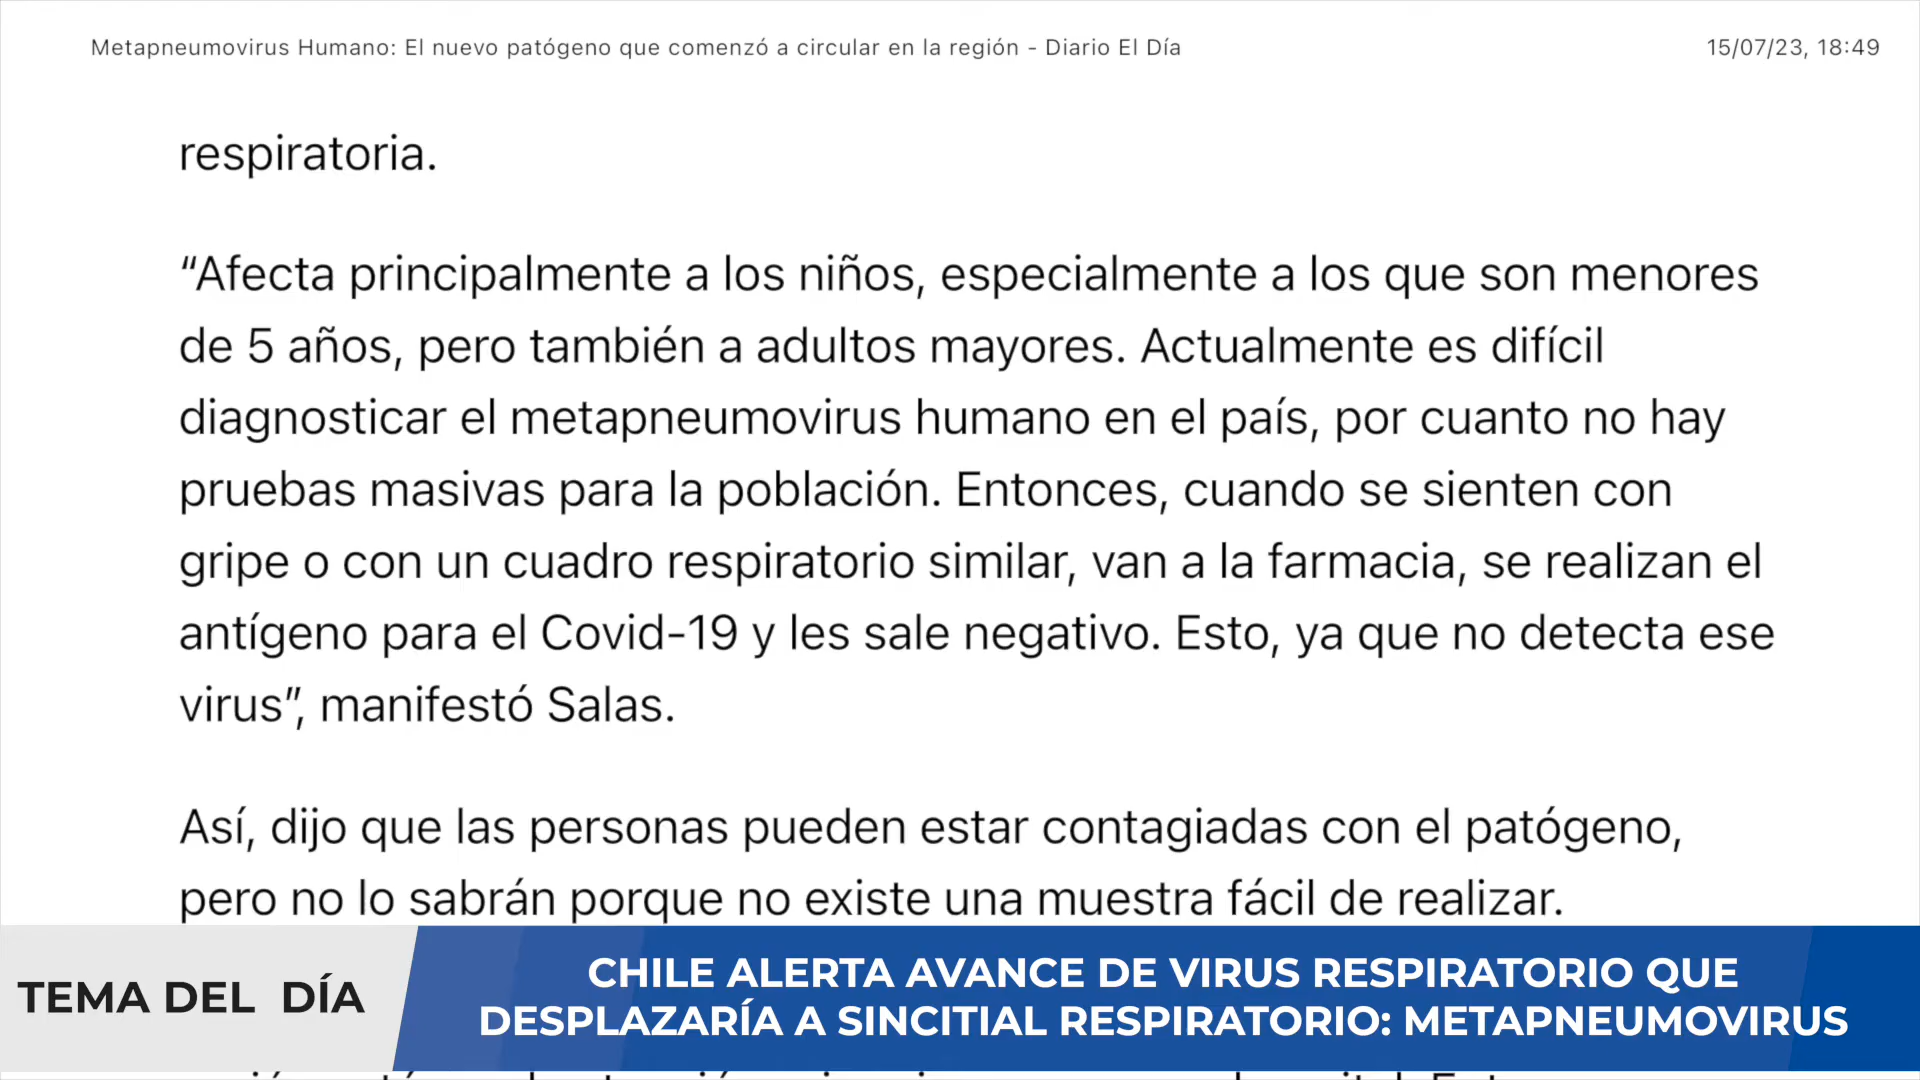 Metapneumovirus Humano: El nuevo patógeno que comenzó a circular en la región - Diario El Día
15/07/23, 18:49
respiratoria.
“Afecta principalmente a los niños, especialmente a los que son menores
de 5 años, pero también a adultos mayores. Actualmente es difícil
diagnosticar el metapneumovirus humano en el país, por cuanto no hay
pruebas masivas para la población. Entonces, cuando se sienten con
gripe o con un cuadro respiratorio similar, van a la farmacia, se realizan el
antígeno para el Covid-19 y les sale negativo. Esto, ya que no detecta ese
virus”, manifestó Salas.
Así, dijo que las personas pueden estar contagiadas con el patógeno,
pero no lo sabrán porque no existe una muestra fácil de realizar.
TEMA DEL DÍA
CHILE ALERTA AVANCE DE VIRUS RESPIRATORIO QUE
DESPLAZARÍA A SINCITIAL RESPIRATORIO: METAPNEUMOVIRUS